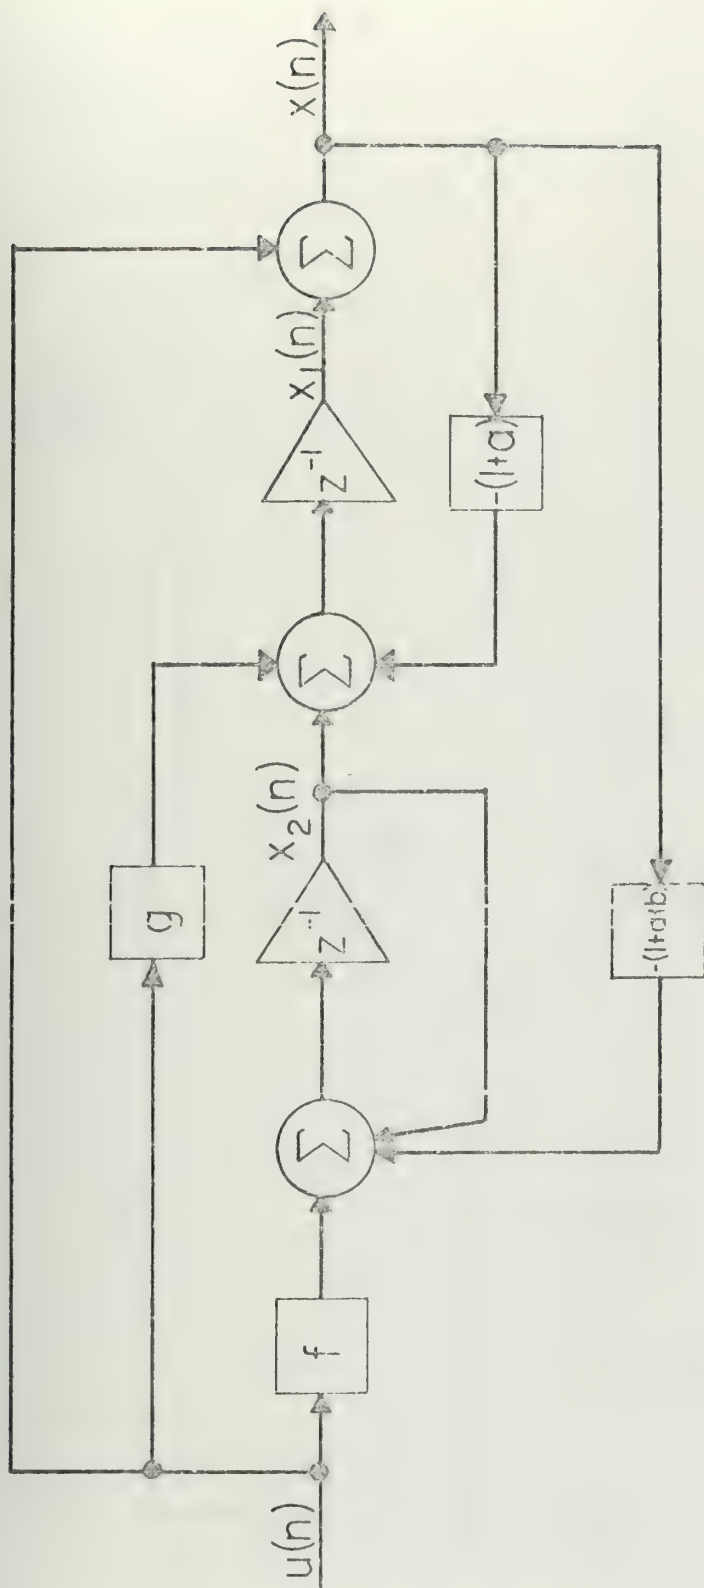 u(n)
f
Σ
g
z⁻¹
x₂(n)
Σ
z⁻¹
x₁(n)
Σ
x(n)
-(1+a)
-(1+a+b)